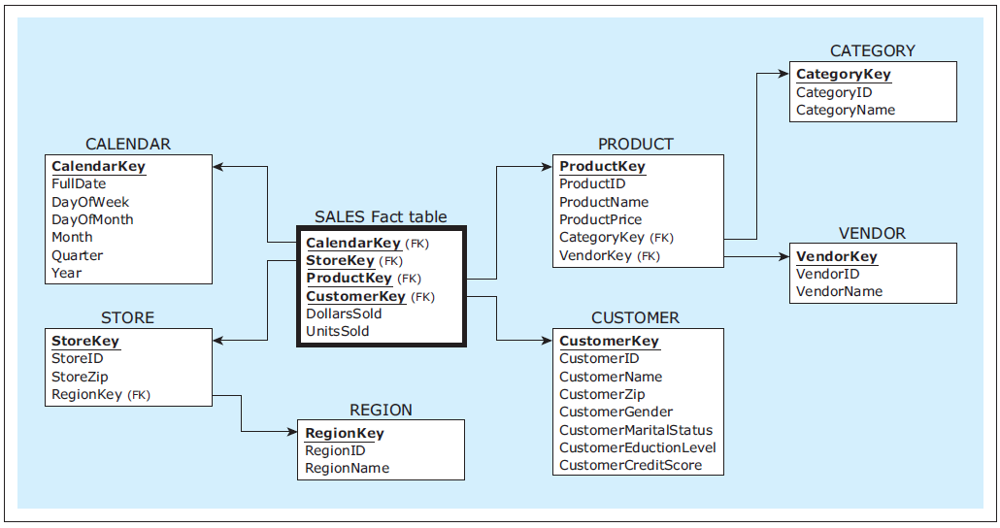 CATEGORY
CategoryKey
CategoryID
CategoryName
CALENDAR
CalendarKey
FullDate
DayOfWeek
DayOfMonth
Month
Quarter
Year
PRODUCT
ProductKey
ProductID
ProductName
ProductPrice
CategoryKey (FK)
VendorKey (FK)
SALES Fact table
CalendarKey (FK)
StoreKey (FK)
ProductKey (FK)
CustomerKey (FK)
DollarsSold
UnitsSold
VENDOR
VendorKey
VendorID
VendorName
STORE
StoreKey
StoreID
StoreZip
RegionKey (FK)
CUSTOMER
CustomerKey
CustomerID
CustomerName
CustomerZip
CustomerGender
CustomerMaritalStatus
CustomerEductionLevel
CustomerCreditScore
REGION
RegionKey
RegionID
RegionName